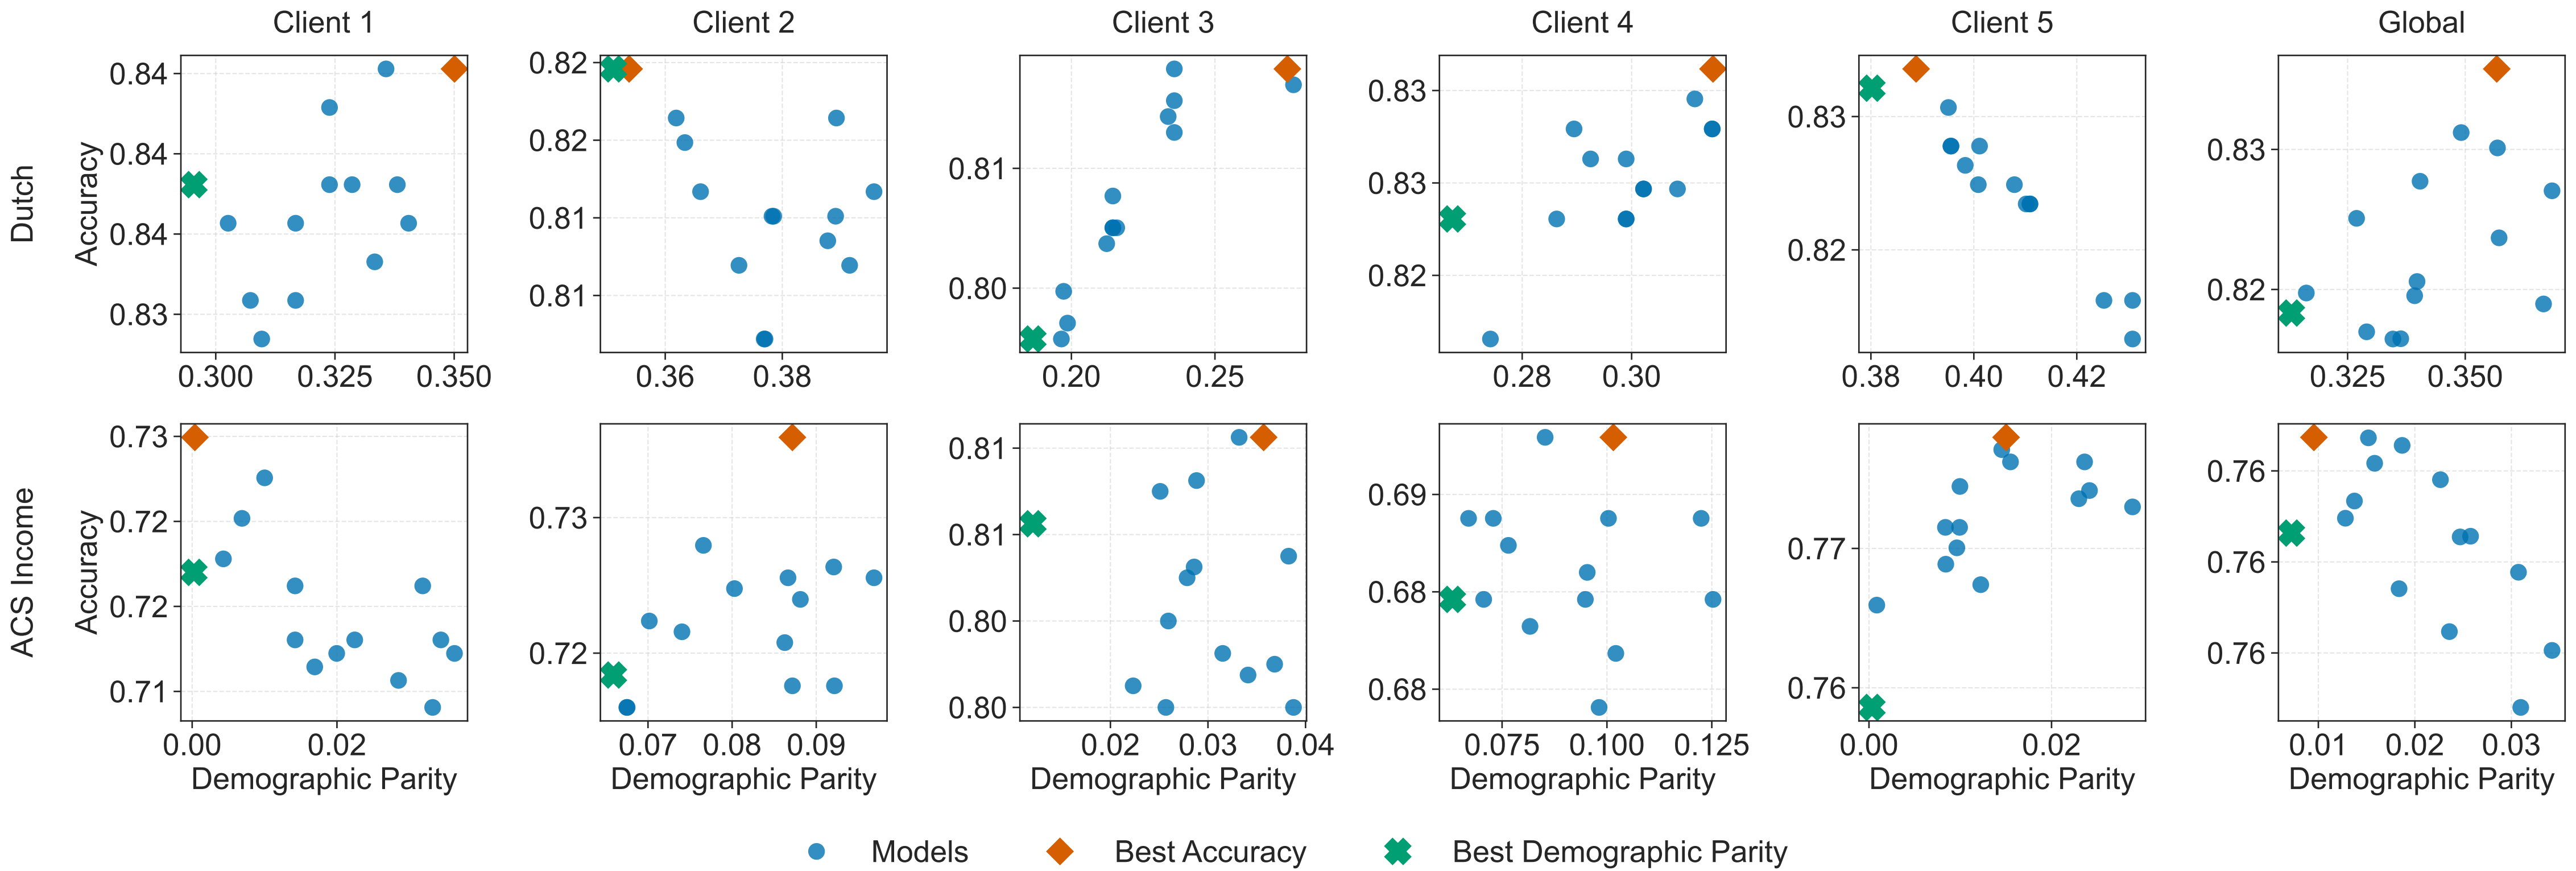 Client 1 Client 2 Client 3 Client 4 Client 5 Global
Dutch
Accuracy
0.84
0.84
0.84
0.83
0.300 0.325 0.350
0.82
0.82
0.81
0.81
0.36 0.38
0.81
0.80
0.20 0.25
0.83
0.83
0.82
0.28 0.30
0.83
0.82
0.38 0.40 0.42
0.83
0.82
0.325 0.350
ACS Income
Accuracy
0.73
0.72
0.72
0.71
0.00 0.02
Demographic Parity
0.73
0.72
0.07 0.08 0.09
Demographic Parity
0.81
0.81
0.80
0.80
0.02 0.03 0.04
Demographic Parity
0.69
0.68
0.68
0.075 0.100 0.125
Demographic Parity
0.77
0.76
0.00 0.02
Demographic Parity
0.76
0.76
0.76
0.01 0.02 0.03
Demographic Parity
Models Best Accuracy Best Demographic Parity